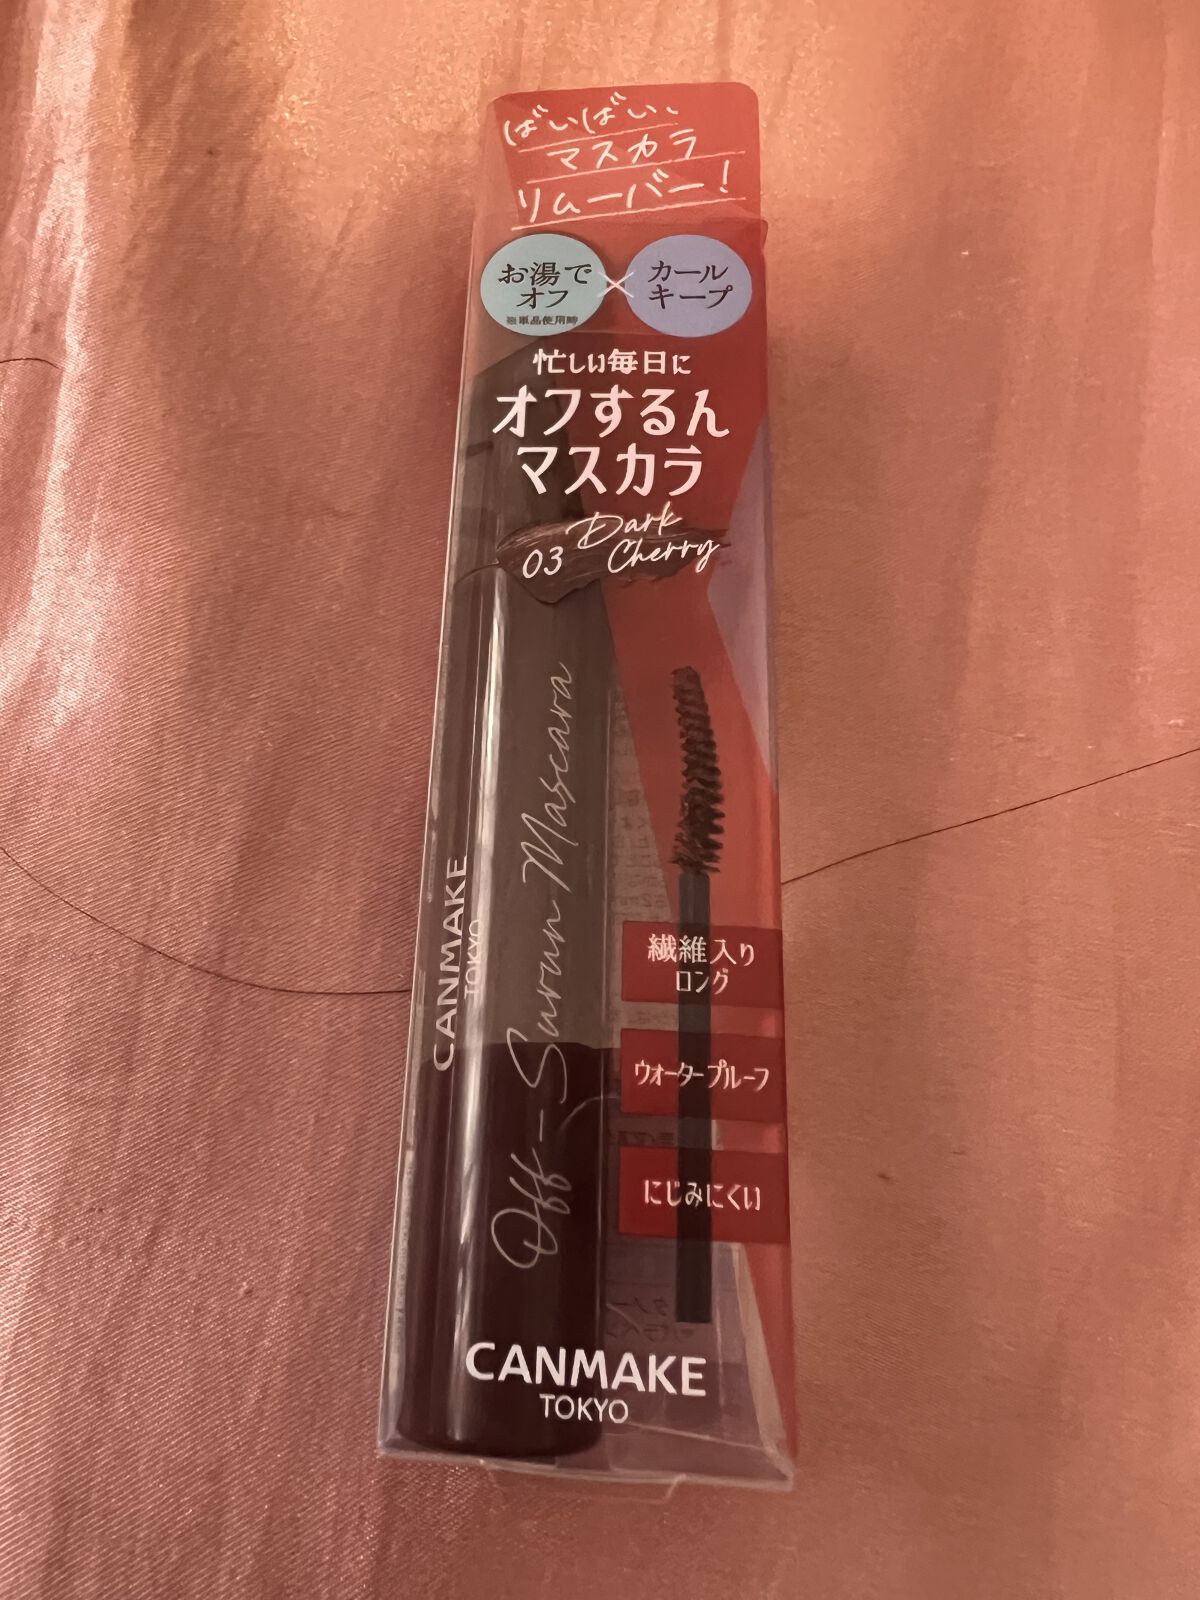 ばいばい、
マスカラ
リムーバー!
お湯で
オフ
※単品使用時
×
カール
キープ
忙しい毎日に
オフするん
マスカラ
03 Dark
Cherry
Off-Sururun Mascara
CANMAKE
TOKYO
繊維入り
ロング
ウォータープルーフ
にじみにくい
CANMAKE
TOKYO